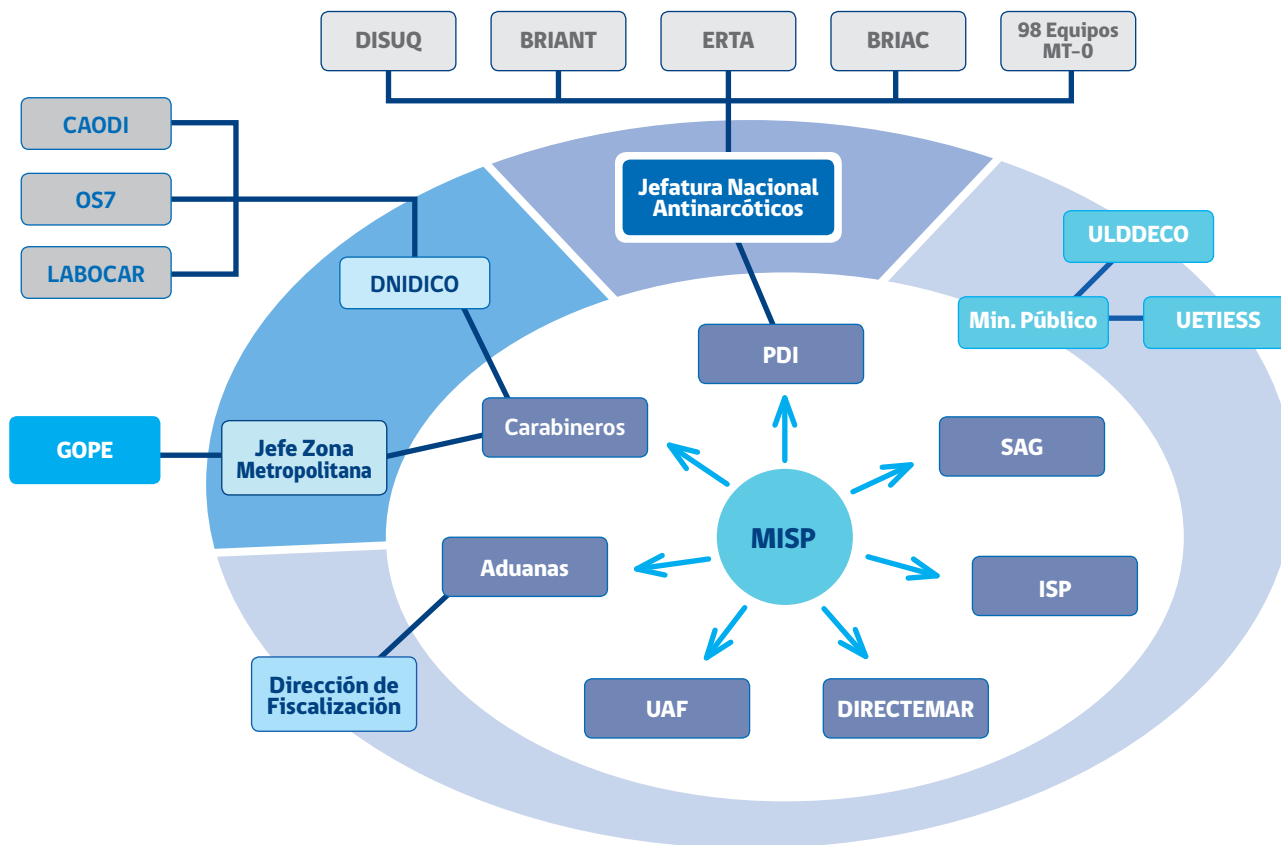 DISUQ
BRIANT
ERTA
BRIAC
98 Equipos
MT-0
CAODI
OS7
LABOCAR
Jefatura Nacional
Antinarcóticos
ULDDECO
DNIDICO
Min. Público
UETIESS
PDI
Carabineros
SAG
GOPE
Jefe Zona
Metropolitana
MISP
Aduanas
ISP
Dirección de
Fiscalización
UAF
DIRECTEMAR